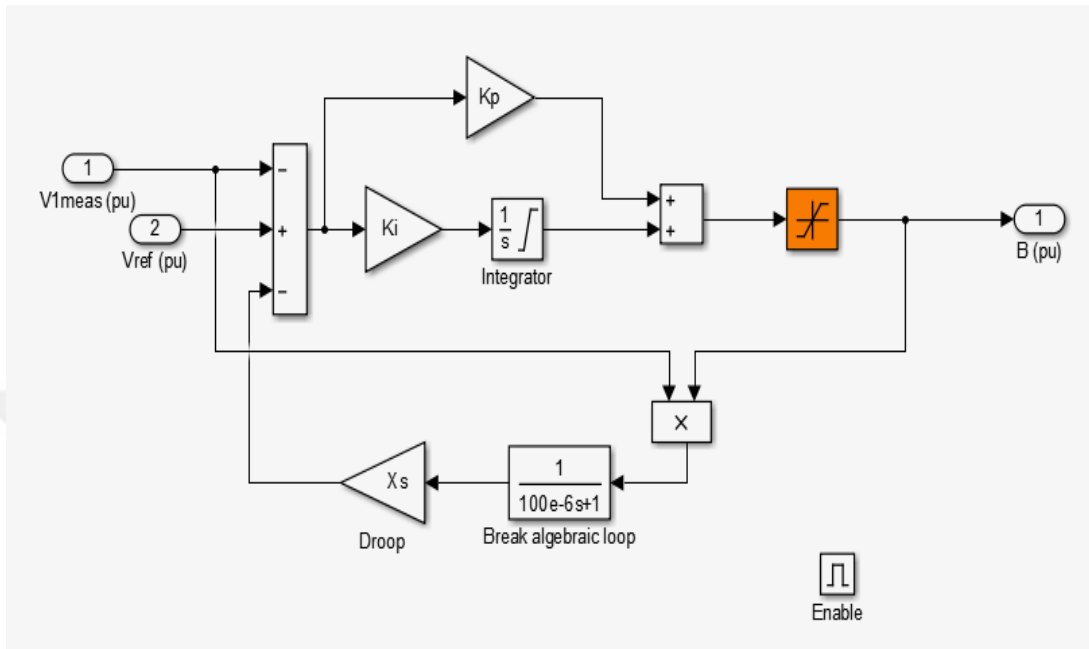 Kp
1
V1meas (pu)
−
2
Vref (pu)
+
−
Ki
1
s
Integrator
+
+
1
B (pu)
X
Xs
Droop
1
100e-6s+1
Break algebraic loop
Enable